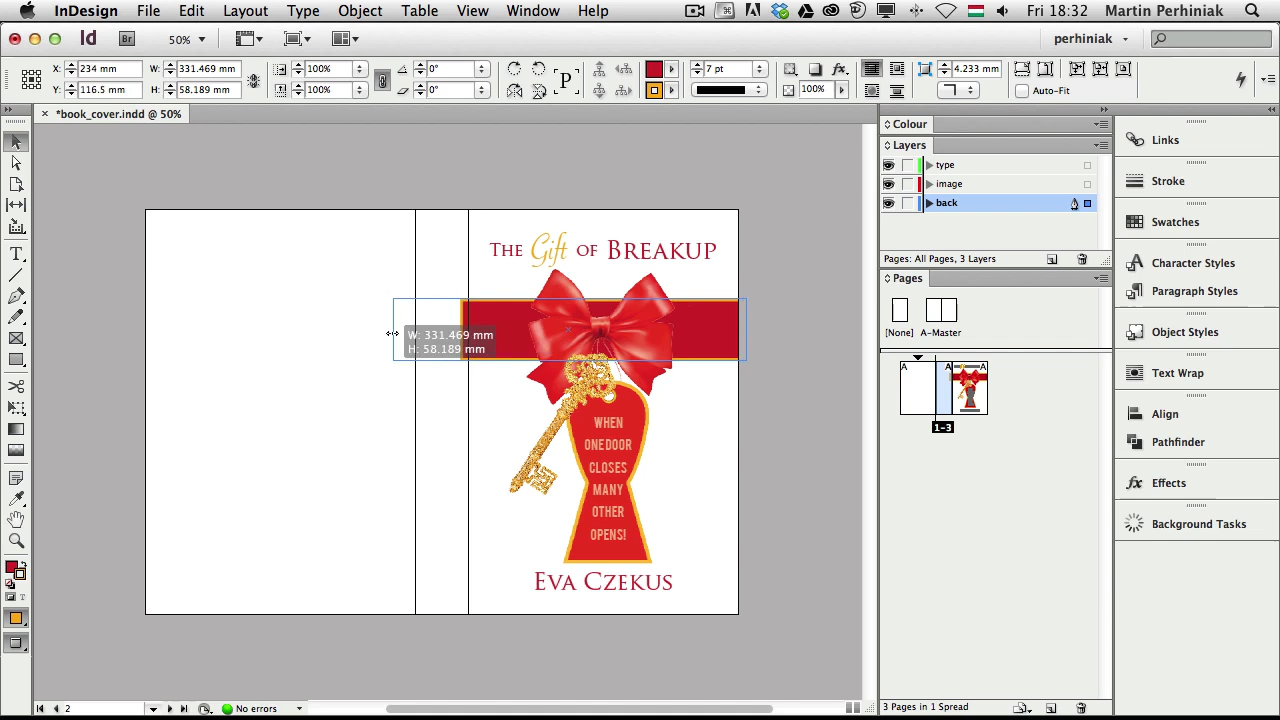 InDesign File Edit Layout Type Object Table View Window Help Fri 18:32 Martin Perhiniak
Id Br 50% perhiniak
X: 234 mm W: 331.469 mm 100% 0° P 7 pt fx. 4.233 mm
Y: 116.5 mm H: 58.189 mm 100% 0° 100% Auto-Fit
× *book_cover.indd @ 50%
Colour
Layers
type
image
back
Pages: All Pages, 3 Layers
Pages
[None] A-Master
A A A
1-3
3 Pages in Spread
Links
Stroke
Swatches
Character Styles
Paragraph Styles
Object Styles
Text Wrap
Align
Pathfinder
fx Effects
Background Tasks
The Gift of Breakup
W: 331.469 mm
H: 58.189 mm
WHEN
ONE DOOR
CLOSES
MANY
OTHER
OPENS!
Eva Czekus
T
T
2 No errors